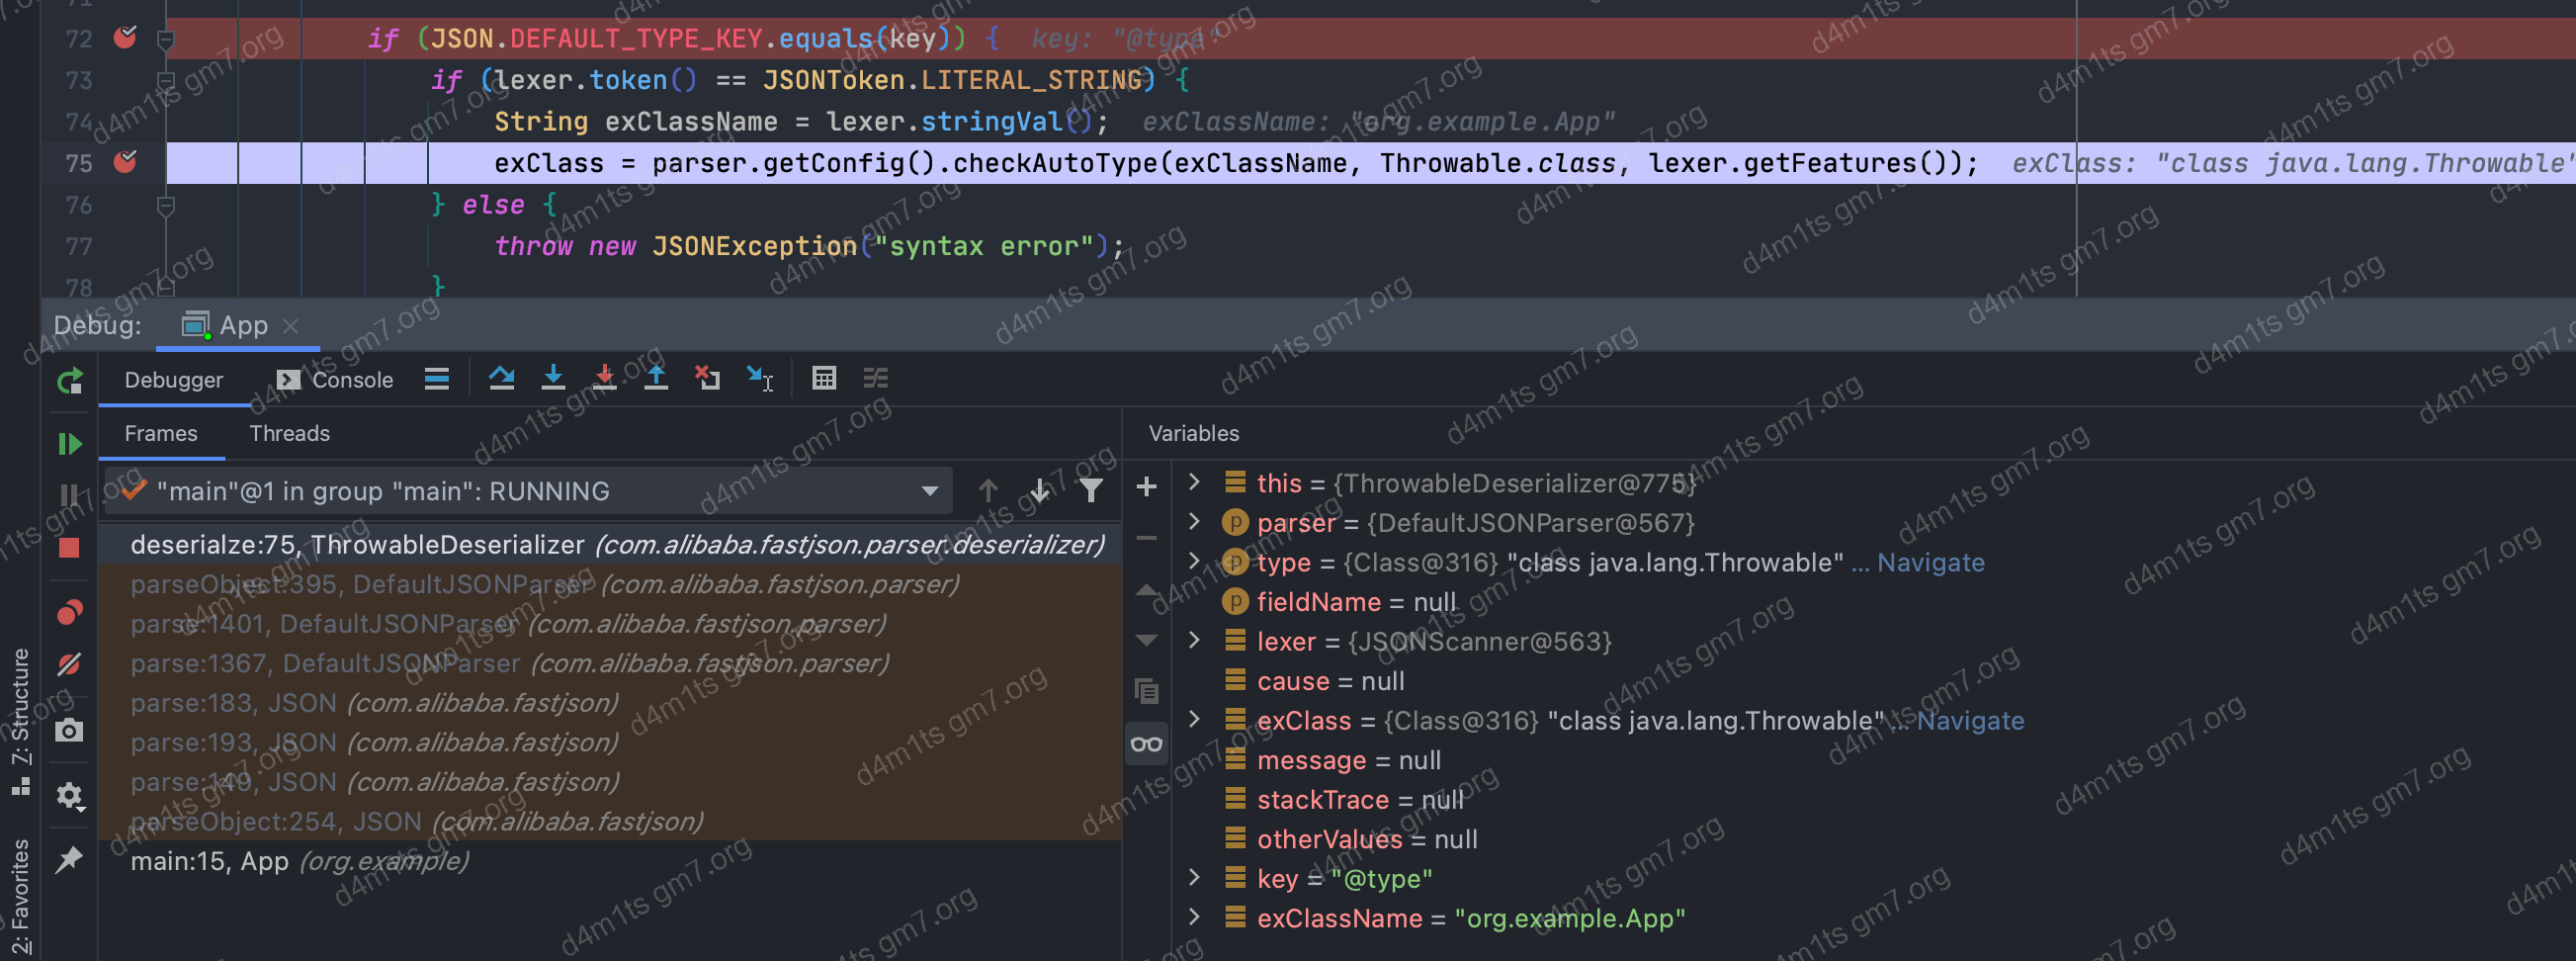 71
72 if (JSON.DEFAULT_TYPE_KEY.equals(key)) { key: "@type"
73 if (lexer.token() == JSONToken.LITERAL_STRING) {
74 String exClassName = lexer.stringVal(); exClassName: "org.example.App"
75 exClass = parser.getConfig().checkAutoType(exClassName, Throwable.class, lexer.getFeatures()); exClass: "class java.lang.Throwable"
76 } else {
77 throw new JSONException("syntax error");
78 }
Debug: App
Debugger Console
Frames Threads
"main"@1 in group "main": RUNNING
deserialze:75, ThrowableDeserializer (com.alibaba.fastjson.parser.deserializer)
parseObject:395, DefaultJSONParser (com.alibaba.fastjson.parser)
parse:1401, DefaultJSONParser (com.alibaba.fastjson.parser)
parse:1367, DefaultJSONParser (com.alibaba.fastjson.parser)
parse:183, JSON (com.alibaba.fastjson)
parse:193, JSON (com.alibaba.fastjson)
parse:149, JSON (com.alibaba.fastjson)
parseObject:254, JSON (com.alibaba.fastjson)
main:15, App (org.example)
Variables
this = {ThrowableDeserializer@775}
parser = {DefaultJSONParser@567}
type = {Class@316} "class java.lang.Throwable" ... Navigate
fieldName = null
lexer = {JSONScanner@563}
cause = null
exClass = {Class@316} "class java.lang.Throwable" ... Navigate
message = null
stackTrace = null
otherValues = null
key = "@type"
exClassName = "org.example.App"
7: Structure
2: Favorites
d4m1ts gm7.org